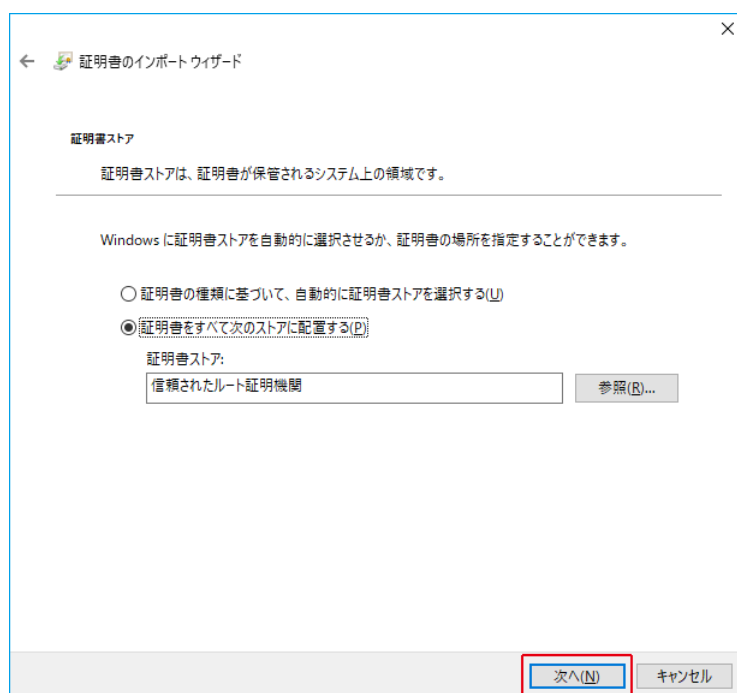 証明書のインポート ウィザード
証明書ストア
証明書ストアは、証明書が保管されるシステム上の領域です。
Windows に証明書ストアを自動的に選択させるか、証明書の場所を指定することができます。
証明書の種類に基づいて、自動的に証明書ストアを選択する(U)
証明書をすべて次のストアに配置する(P)
証明書ストア:
信頼されたルート証明機関
参照(R)...
次へ(N)
キャンセル